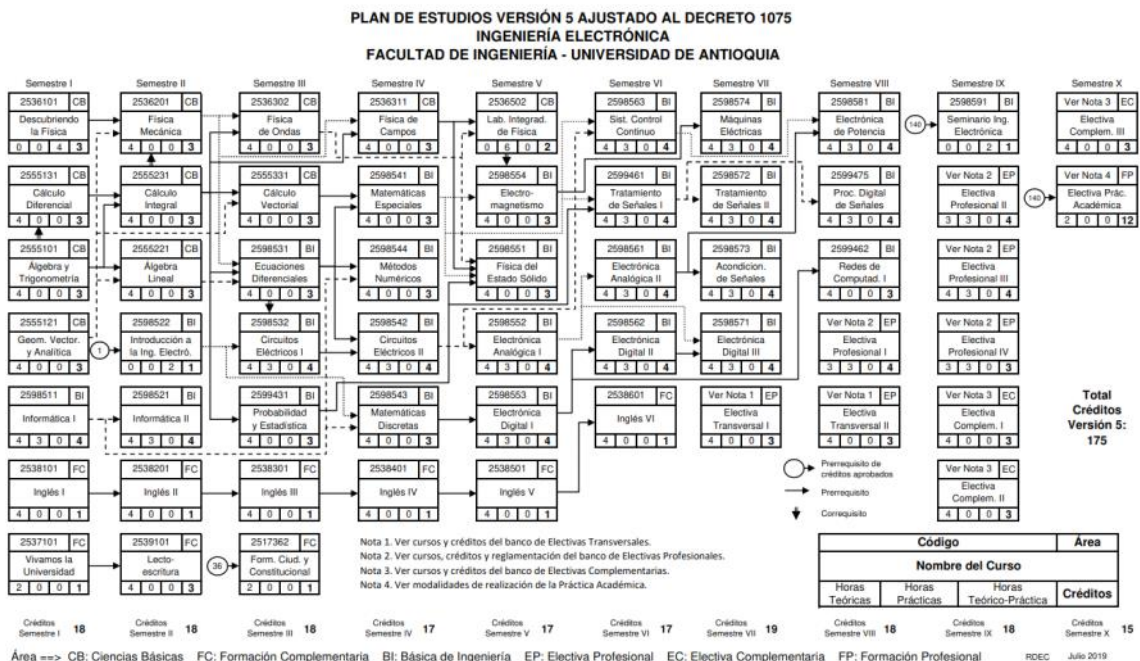 PLAN DE ESTUDIOS VERSIÓN 5 AJUSTADO AL DECRETO 1075
INGENIERÍA ELECTRÓNICA
FACULTAD DE INGENIERÍA - UNIVERSIDAD DE ANTIOQUIA
Semestre I
2536101 CB
Descubriendo
la Física
0 0 4 3
2555131 CB
Cálculo
Diferencial
4 0 0 3
2555101 CB
Álgebra y
Trigonometría
4 0 0 3
2555121 CB
Geom. Vector.
y Analítica
4 0 0 3
2598511 BI
Informática I
4 3 0 4
2538101 FC
Inglés I
4 0 0 1
2537101 FC
Vivamos la
Universidad
2 0 0 1
Créditos
Semestre I 18
Semestre II
2536201 CB
Física
Mecánica
4 0 0 3
2555231 CB
Cálculo
Integral
4 0 0 3
2555221 CB
Álgebra
Lineal
4 0 0 3
1
2598522 BI
Introducción a
la Ing. Electró.
0 0 2 1
2598521 BI
Informática II
4 3 0 4
2538201 FC
Inglés II
4 0 0 1
2539101 FC
Lecto-
escritura
4 0 0 3
Créditos
Semestre II 18
Semestre III
2536302 CB
Física
de Ondas
4 0 0 3
2555331 CB
Cálculo
Vectorial
4 0 0 3
2598531 BI
Ecuaciones
Diferenciales
4 0 0 3
2598532 BI
Circuitos
Eléctricos I
4 3 0 4
2599431 BI
Probabilidad
y Estadística
4 0 0 3
2538301 FC
Inglés III
4 0 0 1
36
2517362 FC
Form. Ciud. y
Constitucional
2 0 0 1
Créditos
Semestre III 18
Semestre IV
2536311 CB
Física de
Campos
4 0 0 3
2598541 BI
Matemáticas
Especiales
4 0 0 3
2598544 BI
Métodos
Numéricos
4 0 0 3
2598542 BI
Circuitos
Eléctricos II
4 3 0 4
2598543 BI
Matemáticas
Discretas
4 0 0 3
2538401 FC
Inglés IV
4 0 0 1
Créditos
Semestre IV 17
Semestre V
2536502 CB
Lab. Integrad.
de Física
0 6 0 2
2598554 BI
Electro-
magnetismo
4 0 0 3
2598551 BI
Física del
Estado Sólido
4 0 0 3
2598552 BI
Electrónica
Analógica I
4 3 0 4
2598553 BI
Electrónica
Digital I
4 3 0 4
2538501 FC
Inglés V
4 0 0 1
Créditos
Semestre V 17
Semestre VI
2598563 BI
Sist. Control
Continuo
4 3 0 4
2599461 BI
Tratamiento
de Señales I
4 3 0 4
2598561 BI
Electrónica
Analógica II
4 3 0 4
2598562 BI
Electrónica
Digital II
4 3 0 4
2538601 FC
Inglés VI
4 0 0 1
Créditos
Semestre VI 17
Semestre VII
2598574 BI
Máquinas
Eléctricas
4 3 0 4
2598572 BI
Tratamiento
de Señales II
4 3 0 4
2598573 BI
Acondicion.
de Señales
4 3 0 4
2598571 BI
Electrónica
Digital III
4 3 0 4
Ver Nota 1 EP
Electiva
Transversal I
4 0 0 3
Créditos
Semestre VII 19
Semestre VIII
2598581 BI
Electrónica
de Potencia
4 3 0 4
2599475 BI
Proc. Digital
de Señales
4 3 0 4
2599462 BI
Redes de
Computad. I
4 3 0 4
Ver Nota 2 EP
Electiva
Profesional I
3 3 0 4
Ver Nota 1 EP
Electiva
Transversal II
4 0 0 3
Créditos
Semestre VIII 18
Semestre IX
140
2598591 BI
Seminario Ing.
Electrónica
0 0 2 1
Ver Nota 2 EP
Electiva
Profesional II
3 3 0 4
Ver Nota 2 EP
Electiva
Profesional III
4 3 0 4
Ver Nota 2 EP
Electiva
Profesional IV
4 0 0 3
Ver Nota 3 EC
Electiva
Complem. I
4 0 0 3
Ver Nota 3 EC
Electiva
Complem. II
4 0 0 3
Créditos
Semestre IX 18
Semestre X
Ver Nota 3 EC
Electiva
Complem. III
4 0 0 3
140
Ver Nota 4 FP
Electiva Prác.
Académica
2 0 0 12
Total
Créditos
Versión 5:
175
Créditos
Semestre X 15
Prerrequisito de
créditos aprobados
Prerrequisito
Correquisito
Nota 1. Ver cursos y créditos del banco de Electivas Transversales.
Nota 2. Ver cursos, créditos y reglamentación del banco de Electivas Profesionales.
Nota 3. Ver cursos y créditos del banco de Electivas Complementarias.
Nota 4. Ver modalidades de realización de la Práctica Académica.
Código Área
Nombre del Curso
Horas
Teóricas
Horas
Prácticas
Horas
Teórico-Práctica
Créditos
Área ==> CB: Ciencias Básicas FC: Formación Complementaria BI: Básica de Ingeniería EP: Electiva Profesional EC: Electiva Complementaria FP: Formación Profesional RDEC Julio 2019